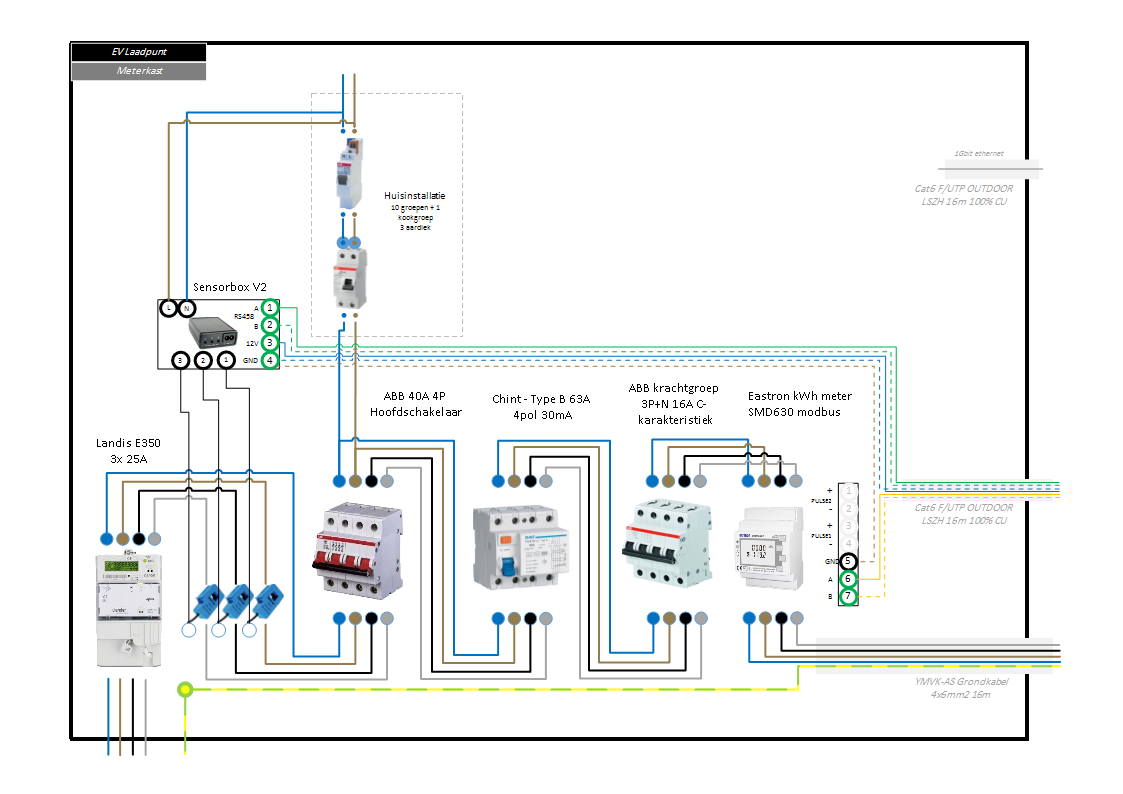 EV Laadpunt
Meterkast
1Gbit ethernet
Cat6 F/UTP OUTDOOR
LSZH 16m 100% CU
Huisinstallatie
10 groepen + 1
kookgroep
3 aardlek
Sensorbox V2
L
N
A
1
RS458
B
2
12V
3
GND
4
3
2
1
ABB 40A 4P
Hoofdschakelaar
Chint - Type B 63A
4pol 30mA
ABB krachtgroep
3P+N 16A C-
karakteristiek
Eastron kWh meter
SMD630 modbus
Landis E350
3x 25A
+
1
PULSE2
-
2
+
3
PULSE1
-
4
GND
5
A
6
B
7
Cat6 F/UTP OUTDOOR
LSZH 16m 100% CU
YMVK-AS Grondkabel
4x6mm2 16m